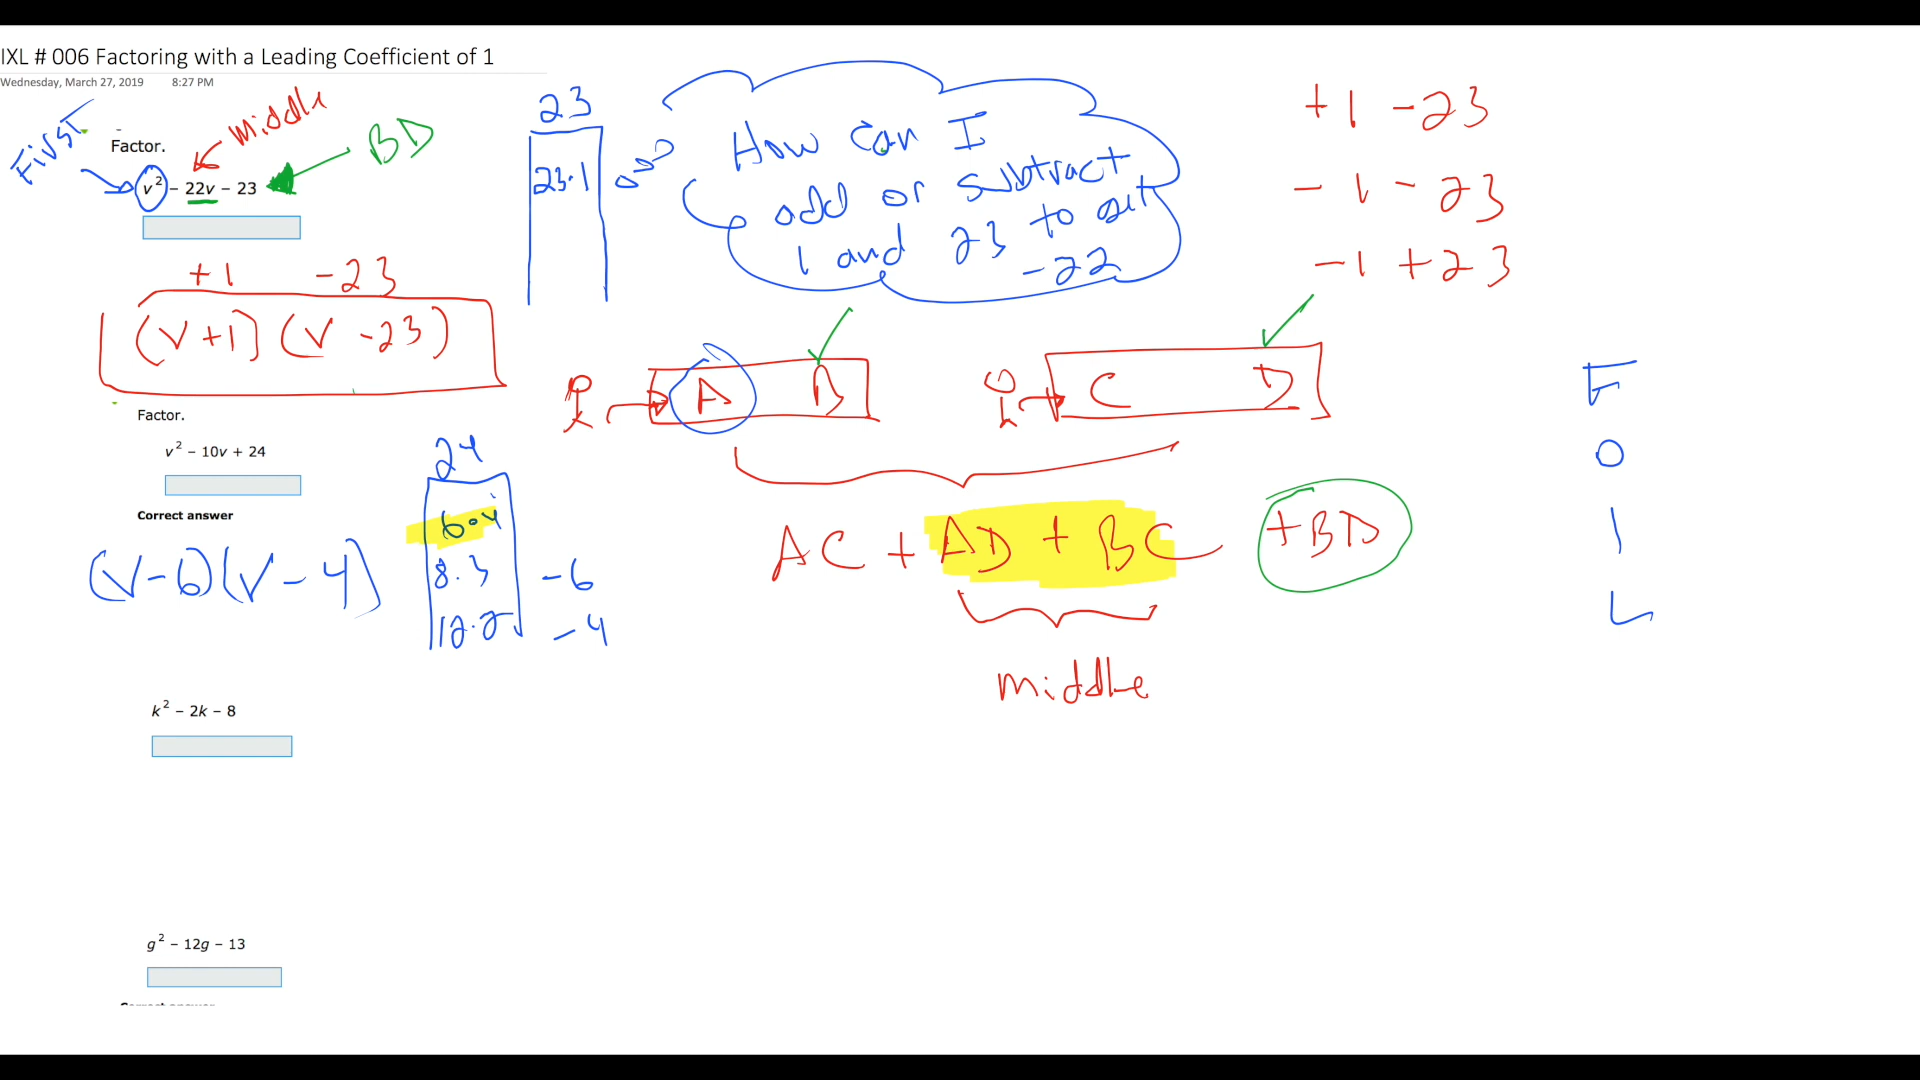 IXL # 006 Factoring with a Leading Coefficient of 1
Wednesday, March 27, 2019 8:27 PM
First
Middle
BD
Factor.
v² – 22v – 23
+1 -23
(v +1) (v -23)
23
23·1
How can I
add or subtract
1 and 23 to get
-22
+1 -23
-1 -23
-1 +23
A B
C D
AC + AD + BC +BD
middle
F
O
I
L
Factor.
v² – 10v + 24
Correct answer
(v-6)(v-4)
24
6·4
8·3
12·2
-6
-4
k² – 2k – 8
g² – 12g – 13